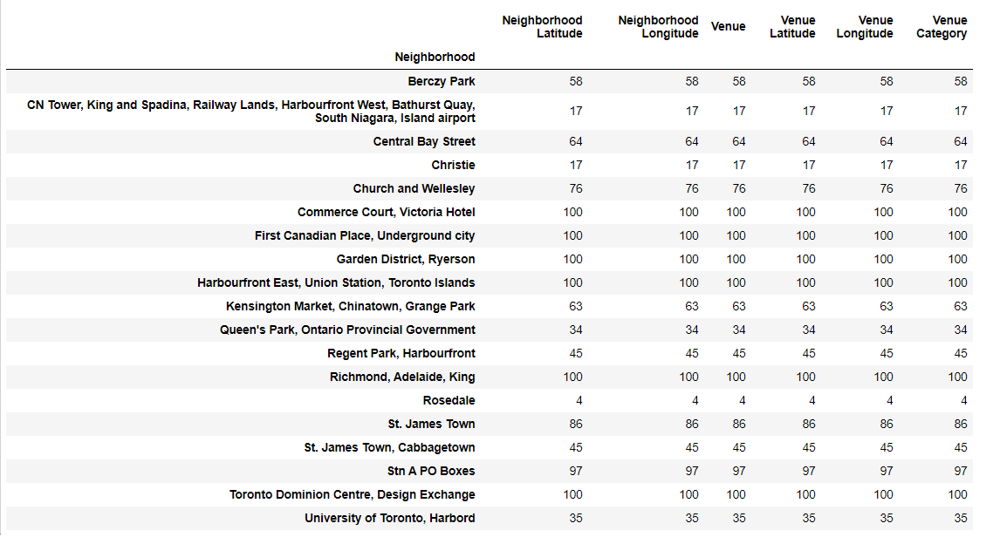 Neighborhood Latitude Neighborhood Longitude Venue Venue Latitude Venue Longitude Venue Category
Neighborhood
Berczy Park 58 58 58 58 58 58
CN Tower, King and Spadina, Railway Lands, Harbourfront West, Bathurst Quay,
South Niagara, Island airport 17 17 17 17 17 17
Central Bay Street 64 64 64 64 64 64
Christie 17 17 17 17 17 17
Church and Wellesley 76 76 76 76 76 76
Commerce Court, Victoria Hotel 100 100 100 100 100 100
First Canadian Place, Underground city 100 100 100 100 100 100
Garden District, Ryerson 100 100 100 100 100 100
Harbourfront East, Union Station, Toronto Islands 100 100 100 100 100 100
Kensington Market, Chinatown, Grange Park 63 63 63 63 63 63
Queen's Park, Ontario Provincial Government 34 34 34 34 34 34
Regent Park, Harbourfront 45 45 45 45 45 45
Richmond, Adelaide, King 100 100 100 100 100 100
Rosedale 4 4 4 4 4 4
St. James Town 86 86 86 86 86 86
St. James Town, Cabbagetown 45 45 45 45 45 45
Stn A PO Boxes 97 97 97 97 97 97
Toronto Dominion Centre, Design Exchange 100 100 100 100 100 100
University of Toronto, Harbord 35 35 35 35 35 35